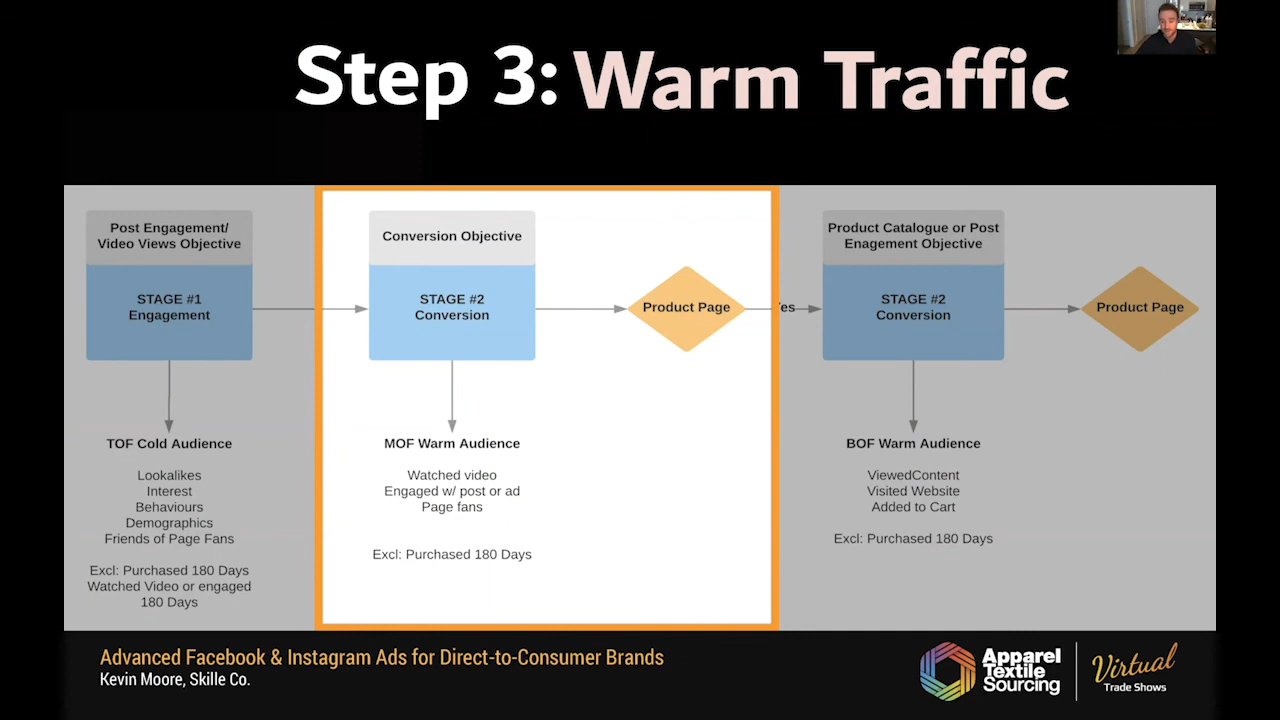 Step 3: Warm Traffic
Post Engagement/
Video Views Objective
STAGE #1
Engagement
TOF Cold Audience
Lookalikes
Interest
Behaviours
Demographics
Friends of Page Fans
Excl: Purchased 180 Days
Watched Video or engaged
180 Days
Conversion Objective
STAGE #2
Conversion
Product Page
MOF Warm Audience
Watched video
Engaged w/ post or ad
Page fans
Excl: Purchased 180 Days
Yes
Product Catalogue or Post
Enagement Objective
STAGE #2
Conversion
Product Page
BOF Warm Audience
ViewedContent
Visited Website
Added to Cart
Excl: Purchased 180 Days
Advanced Facebook & Instagram Ads for Direct-to-Consumer Brands
Kevin Moore, Skille Co.
Apparel
Textile
Sourcing
Virtual
Trade Shows